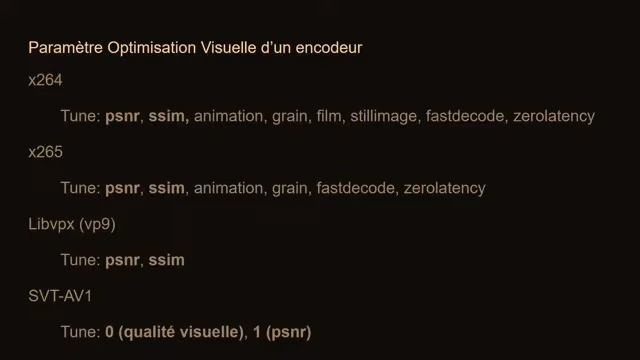 Paramètre Optimisation Visuelle d’un encodeur
x264
Tune: psnr, ssim, animation, grain, film, stillimage, fastdecode, zerolatency
x265
Tune: psnr, ssim, animation, grain, fastdecode, zerolatency
Libvpx (vp9)
Tune: psnr, ssim
SVT-AV1
Tune: 0 (qualité visuelle), 1 (psnr)